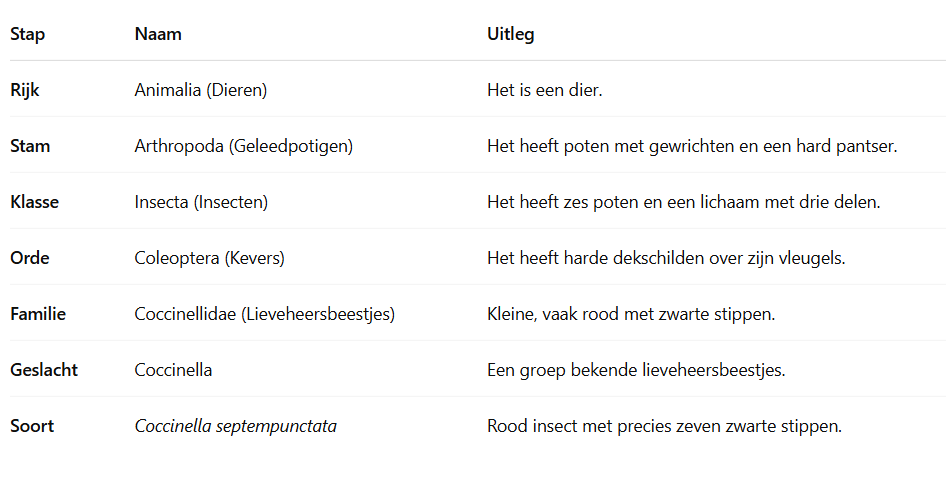 Stap Naam Uitleg
Rijk Animalia (Dieren) Het is een dier.
Stam Arthropoda (Geleedpotigen) Het heeft poten met gewrichten en een hard pantser.
Klasse Insecta (Insecten) Het heeft zes poten en een lichaam met drie delen.
Orde Coleoptera (Kevers) Het heeft harde dekschilden over zijn vleugels.
Familie Coccinellidae (Lieveheersbeestjes) Kleine, vaak rood met zwarte stippen.
Geslacht Coccinella Een groep bekende lieveheersbeestjes.
Soort Coccinella septempunctata Rood insect met precies zeven zwarte stippen.